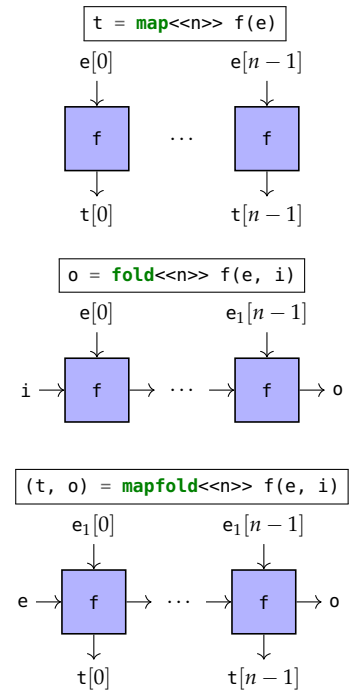 t = map<<n>> f(e)
e[0] e[n − 1]
f ··· f
t[0] t[n − 1]
o = fold<<n>> f(e, i)
e[0] e₁[n − 1]
i f ··· f o
(t, o) = mapfold<<n>> f(e, i)
e₁[0] e₁[n − 1]
e f ··· f o
t[0] t[n − 1]